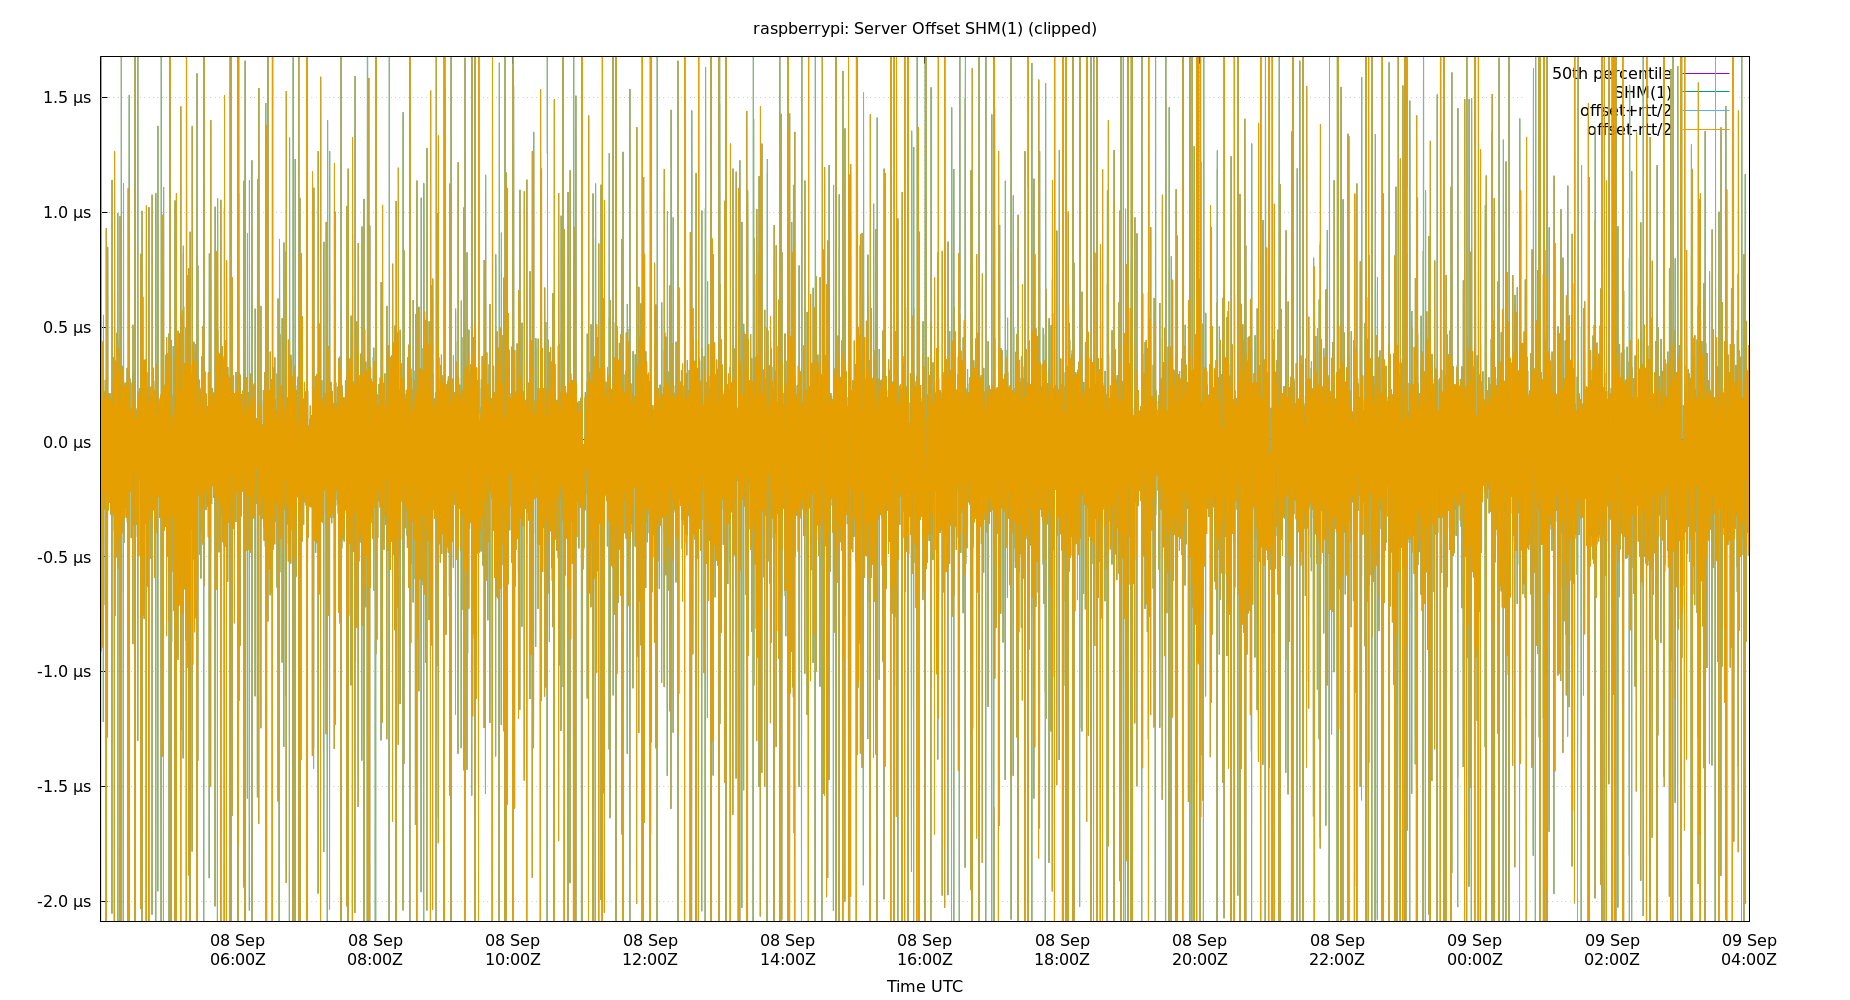 raspberrypi: Server Offset SHM(1) (clipped)
50th percentile
SHM(1)
offset+rtt/2
offset-rtt/2
1.5 µs
1.0 µs
0.5 µs
0.0 µs
-0.5 µs
-1.0 µs
-1.5 µs
-2.0 µs
08 Sep 08 Sep 08 Sep 08 Sep 08 Sep 08 Sep 08 Sep 08 Sep 08 Sep 09 Sep 09 Sep 09 Sep
06:00Z 08:00Z 10:00Z 12:00Z 14:00Z 16:00Z 18:00Z 20:00Z 22:00Z 00:00Z 02:00Z 04:00Z
Time UTC